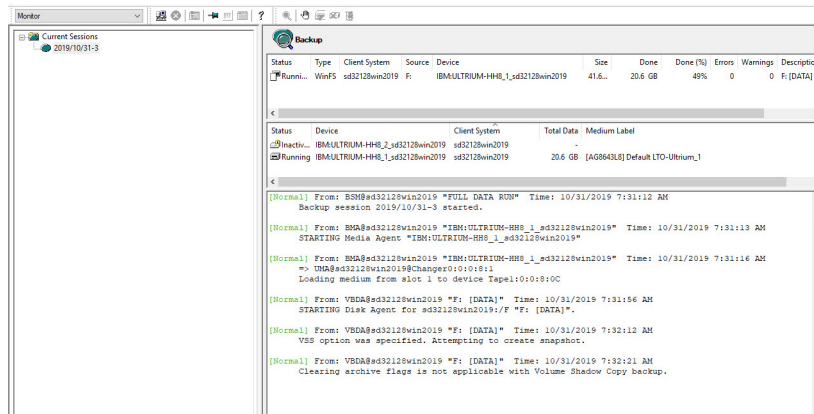 Monitor
Current Sessions
2019/10/31-3
Backup
Status Type Client System Source Device Size Done Done (%) Errors Warnings Descriptio
Runni... WinFS sd32128win2019 F: IBM:ULTRIUM-HH8_1_sd32128win2019 41.6... 20.6 GB 49% 0 0 F: [DATA]
Status Device Client System Total Data Medium Label
Inactiv... IBM:ULTRIUM-HH8_2_sd32128win2019 sd32128win2019 -
Running IBM:ULTRIUM-HH8_1_sd32128win2019 sd32128win2019 20.6 GB [AG8643L8] Default LTO-Ultrium_1
[Normal] From: BSM@sd32128win2019 "FULL DATA RUN" Time: 10/31/2019 7:31:12 AM
Backup session 2019/10/31-3 started.
[Normal] From: BMA@sd32128win2019 "IBM:ULTRIUM-HH8_1_sd32128win2019" Time: 10/31/2019 7:31:13 AM
STARTING Media Agent "IBM:ULTRIUM-HH8_1_sd32128win2019"
[Normal] From: BMA@sd32128win2019 "IBM:ULTRIUM-HH8_1_sd32128win2019" Time: 10/31/2019 7:31:16 AM
=> UMA@sd32128win2019@Changer0:0:0:8:1
Loading medium from slot 1 to device Tape1:0:0:8:0C
[Normal] From: VBDA@sd32128win2019 "F: [DATA]" Time: 10/31/2019 7:31:56 AM
STARTING Disk Agent for sd32128win2019:/F "F: [DATA]".
[Normal] From: VBDA@sd32128win2019 "F: [DATA]" Time: 10/31/2019 7:32:12 AM
VSS option was specified. Attempting to create snapshot.
[Normal] From: VBDA@sd32128win2019 "F: [DATA]" Time: 10/31/2019 7:32:21 AM
Clearing archive flags is not applicable with Volume Shadow Copy backup.